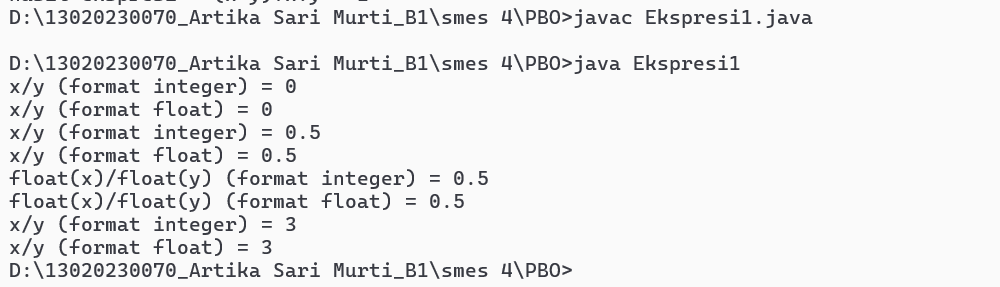 D:\13020230070_Artika Sari Murti_B1\smes 4\PBO>javac Ekspresi1.java
D:\13020230070_Artika Sari Murti_B1\smes 4\PBO>java Ekspresi1
x/y (format integer) = 0
x/y (format float) = 0
x/y (format integer) = 0.5
x/y (format float) = 0.5
float(x)/float(y) (format integer) = 0.5
float(x)/float(y) (format float) = 0.5
x/y (format integer) = 3
x/y (format float) = 3
D:\13020230070_Artika Sari Murti_B1\smes 4\PBO>